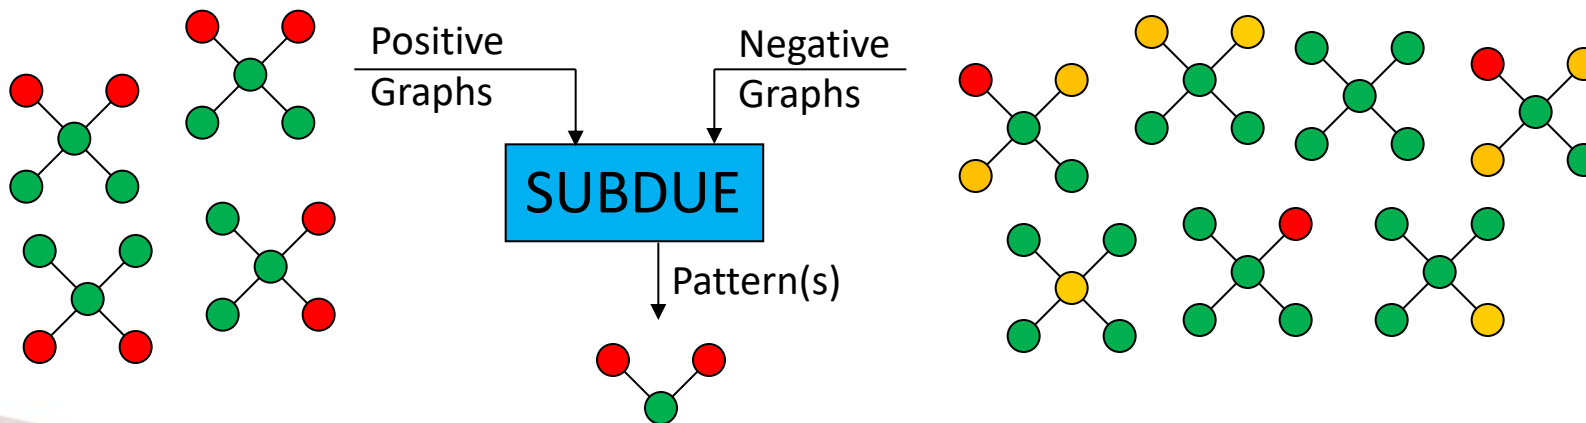 Positive
Graphs
Negative
Graphs
SUBDUE
Pattern(s)